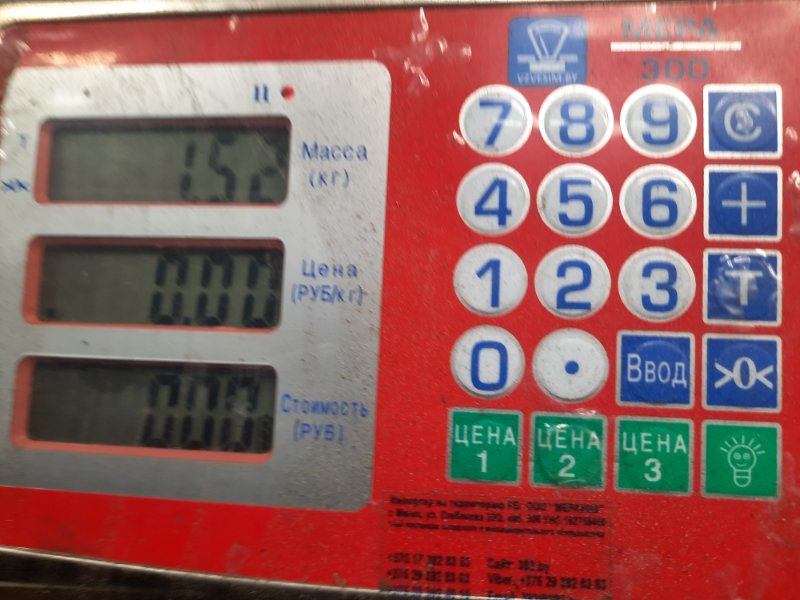 VZVESIM.BY
МЕРА
300
1.52
Масса
(кг)
0.00
Цена
(РУБ/кг)
0.00
Стоимость
(РУБ)
7 8 9 C
4 5 6 +
1 2 3 T
0 . Ввод >0<
ЦЕНА 1
ЦЕНА 2
ЦЕНА 3